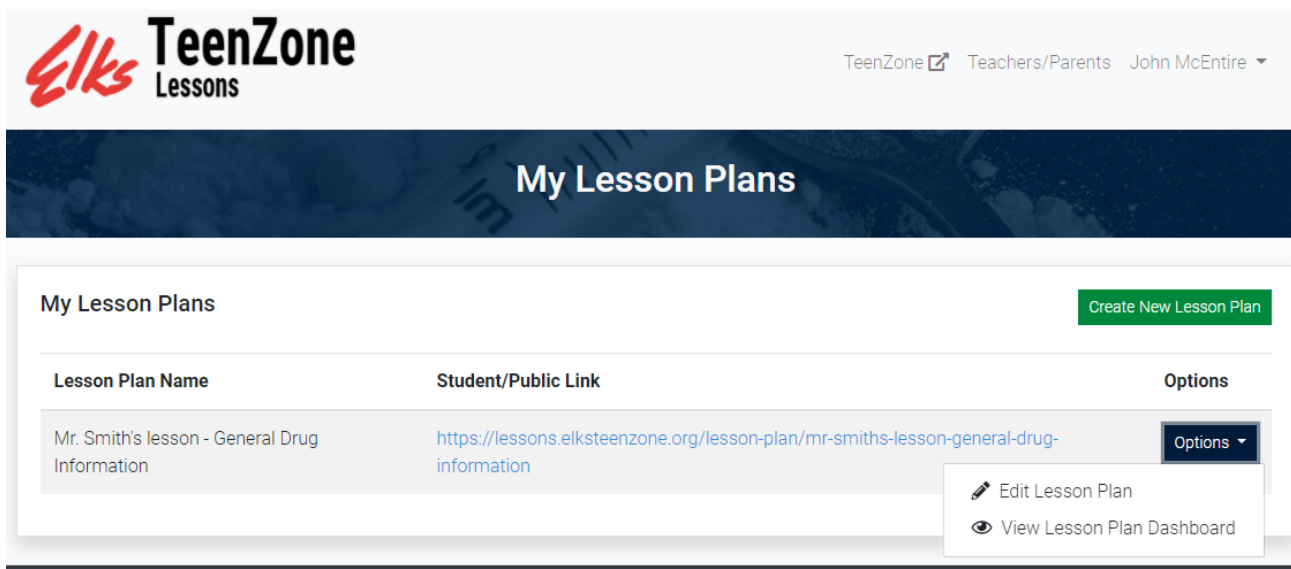 Elks TeenZone
Lessons
TeenZone Teachers/Parents John McEntire
My Lesson Plans
My Lesson Plans
Create New Lesson Plan
Lesson Plan Name Student/Public Link Options
Mr. Smith's lesson - General Drug
Information
https://lessons.elksteenzone.org/lesson-plan/mr-smiths-lesson-general-drug-
information
Options
Edit Lesson Plan
View Lesson Plan Dashboard